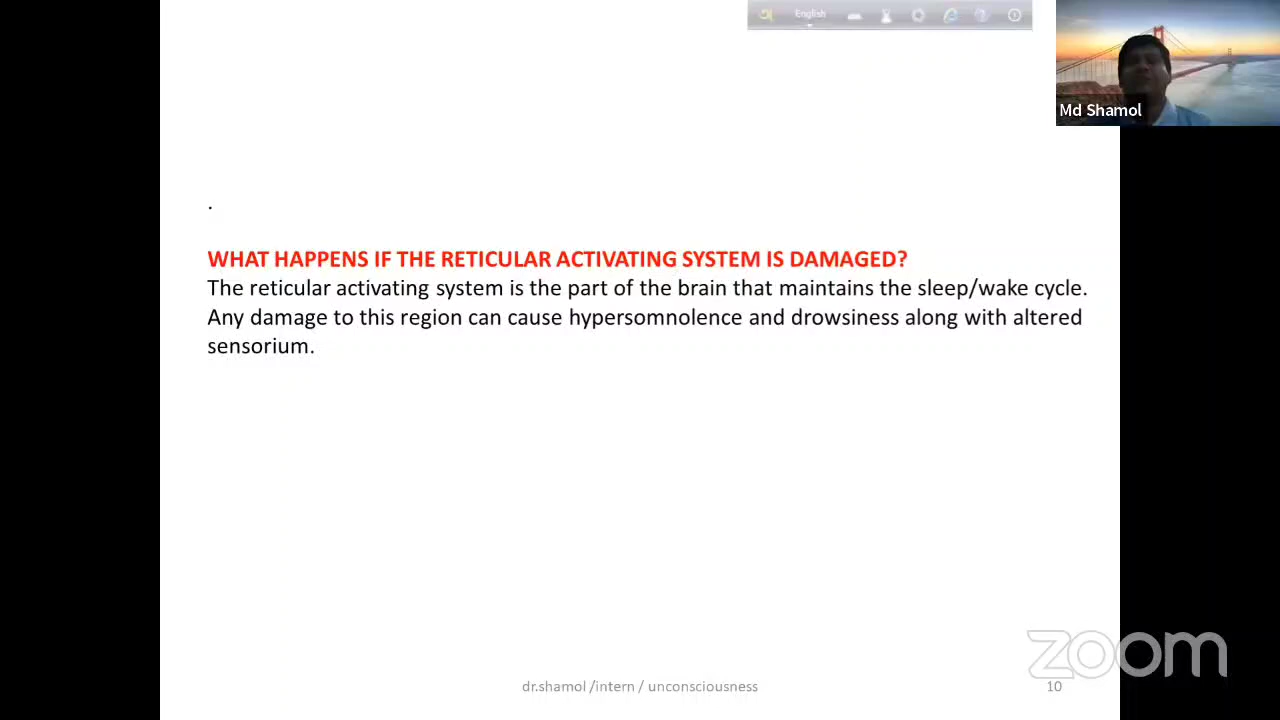 English
Md Shamol
.
WHAT HAPPENS IF THE RETICULAR ACTIVATING SYSTEM IS DAMAGED?
The reticular activating system is the part of the brain that maintains the sleep/wake cycle.
Any damage to this region can cause hypersomnolence and drowsiness along with altered
sensorium.
zoom
dr.shamol /intern / unconsciousness
10